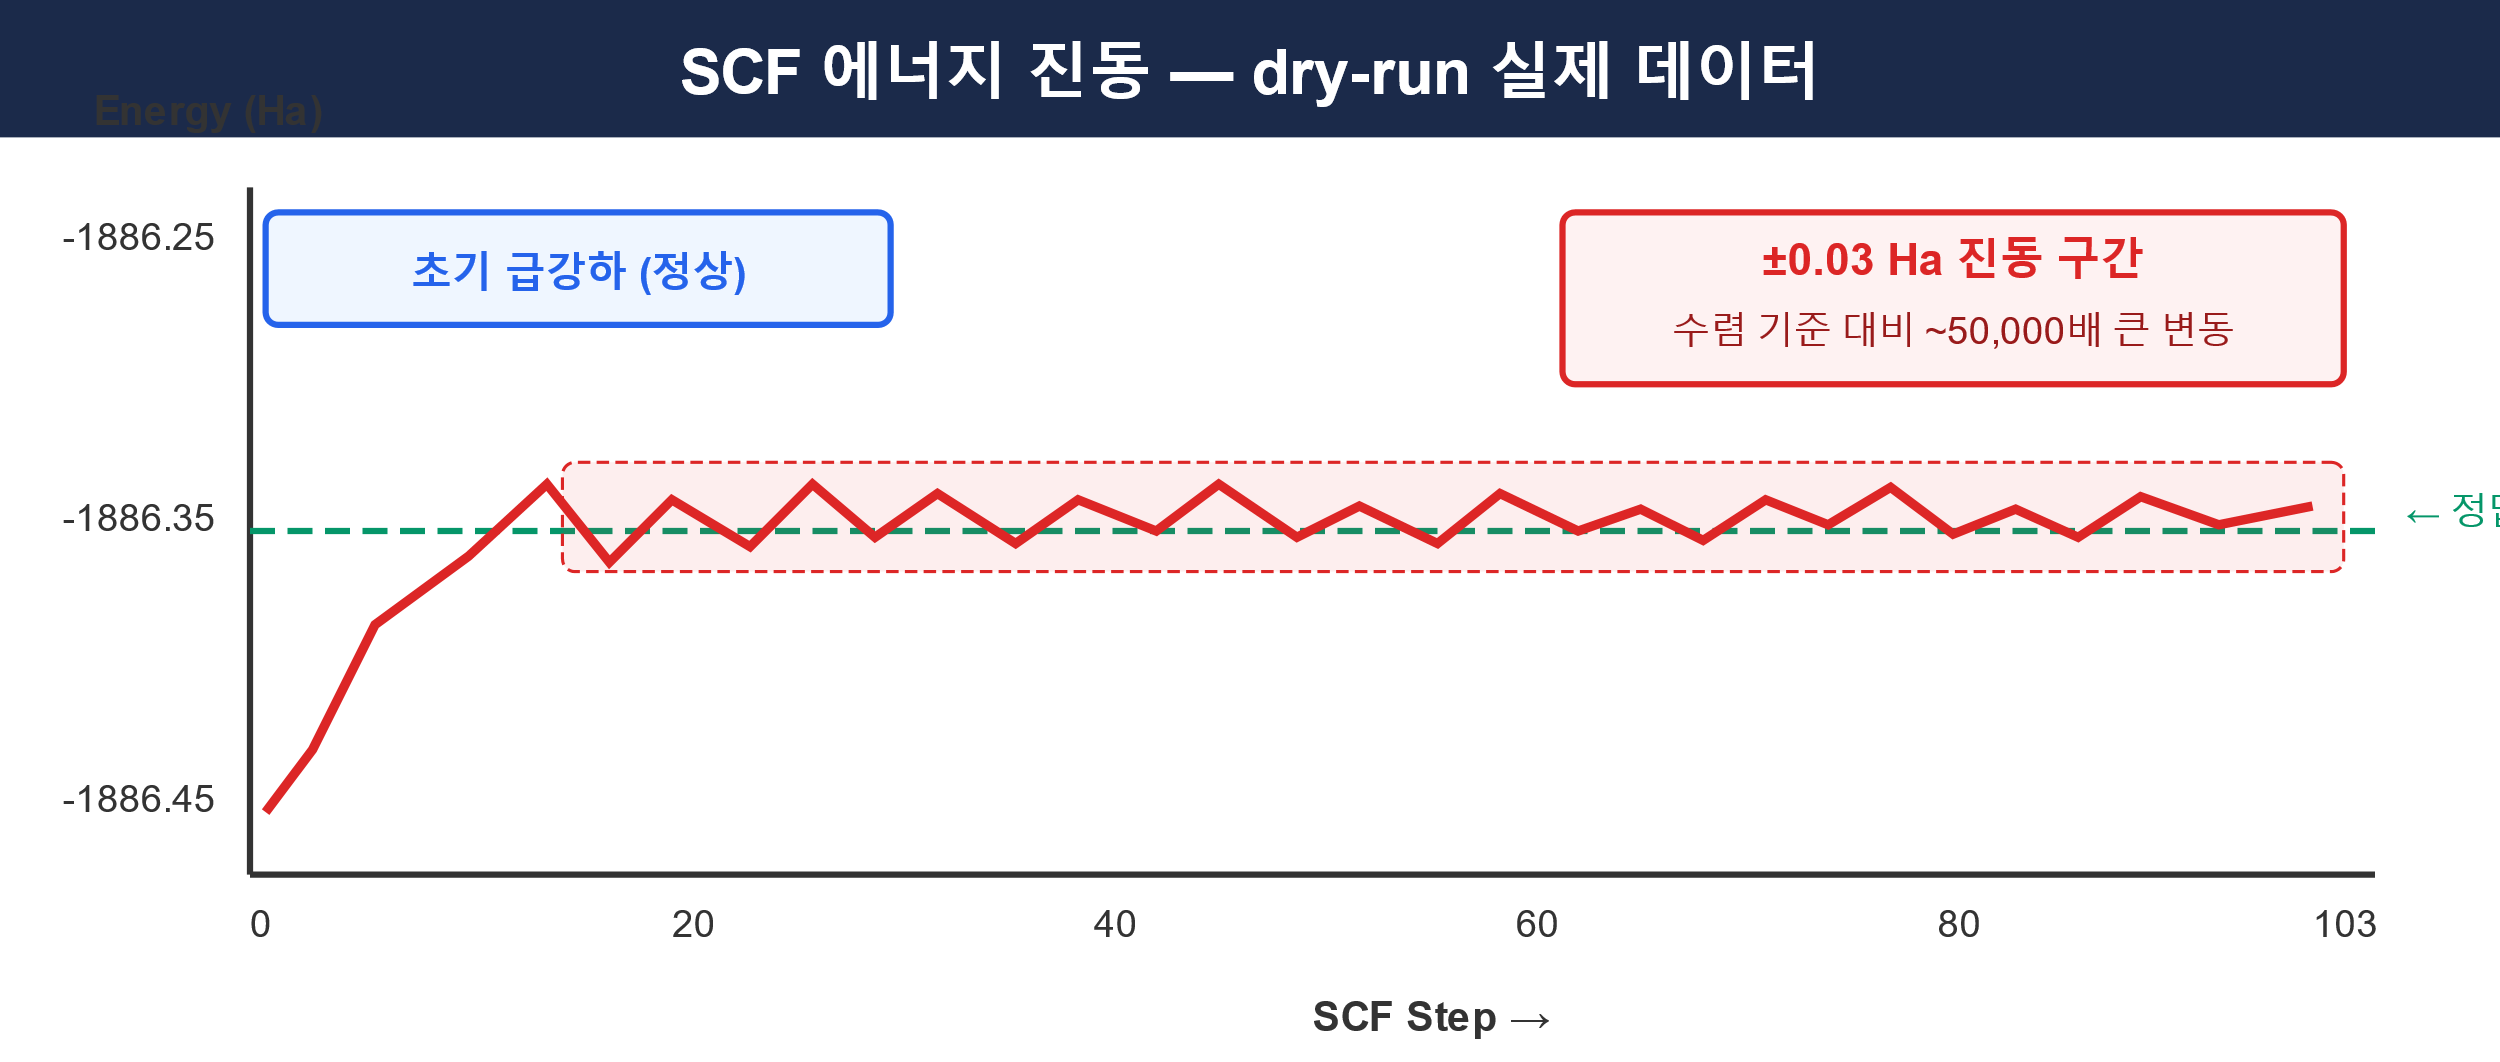 SCF 에너지 진동 — dry-run 실제 데이터
Energy (Ha)
-1886.25
초기 급강하 (정상)
±0.03 Ha 진동 구간
수렴 기준 대비 ~50,000배 큰 변동
-1886.35
←
-1886.45
0 20 40 60 80 103
SCF Step →